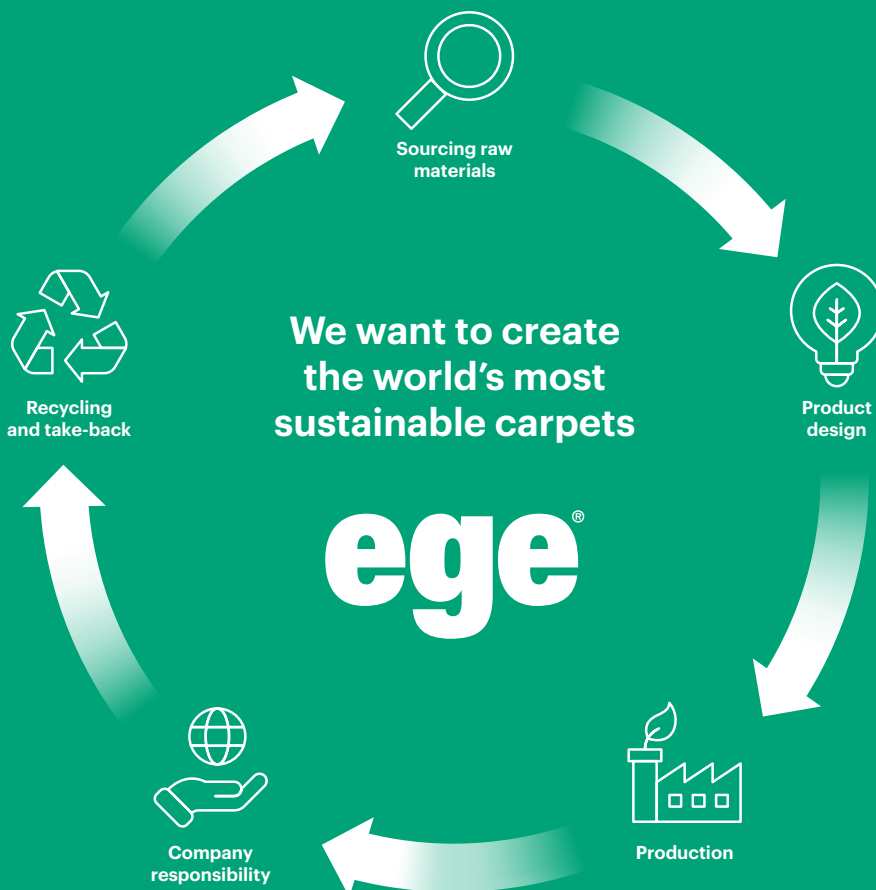 Sourcing raw
materials
Product
design
Production
Company
responsibility
Recycling
and take-back
We want to create
the world’s most
sustainable carpets
ege®